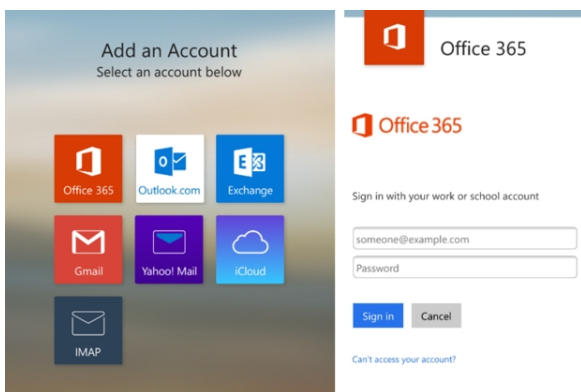 Add an Account
Select an account below
Office 365
Outlook.com
Exchange
Gmail
Yahoo! Mail
iCloud
IMAP
Office 365
Office 365
Sign in with your work or school account
someone@example.com
Password
Sign in
Cancel
Can't access your account?